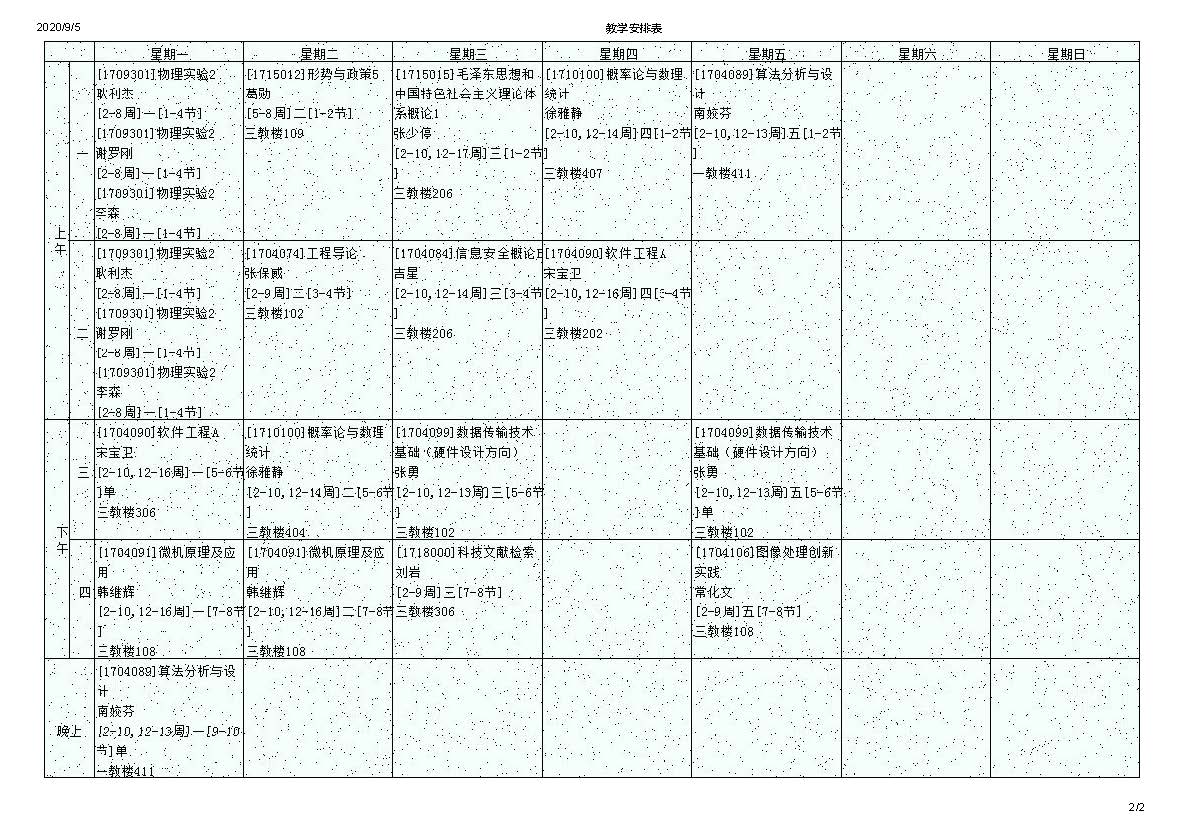 2020/9/5
教学安排表
星期一 星期二 星期三 星期四 星期五 星期六 星期日
上午
一
[1709301]物理实验2
耿利杰
[2-8周]一[1-4节]
[1709301]物理实验2
谢罗刚
[2-8周]一[1-4节]
[1709301]物理实验2
李森
[2-8周]一[1-4节]
[1715012]形势与政策5
葛勋
[5-8周]二[1-2节]
三教楼109
[1715015]毛泽东思想和
中国特色社会主义理论体
系概论1
张少停
[2-10,12-17周]三[1-2节
]
三教楼206
[1710100]概率论与数理
统计
徐雅静
[2-10,12-14周]四[1-2节
]
三教楼407
[1704089]算法分析与设
计
南姣芬
[2-10,12-13周]五[1-2节
]
一教楼411
二
[1709301]物理实验2
耿利杰
[2-8周]一[1-4节]
[1709301]物理实验2
谢罗刚
[2-8周]一[1-4节]
[1709301]物理实验2
李森
[2-8周]一[1-4节]
[1704074]工程导论
张保威
[2-9周]二[3-4节]
三教楼102
[1704084]信息安全概论
吉星
[2-10,12-14周]三[3-4节
]
三教楼206
[1704090]软件工程A
宋宝卫
[2-10,12-16周]四[3-4节
]
三教楼202
下午
三
[1704090]软件工程A
宋宝卫
[2-10,12-16周]一[5-6节
]单
三教楼306
[1710100]概率论与数理
统计
徐雅静
[2-10,12-14周]二[5-6节
]
三教楼404
[1704099]数据传输技术
基础（硬件设计方向）
张勇
[2-10,12-13周]三[5-6节
]
三教楼102
[1704099]数据传输技术
基础（硬件设计方向）
张勇
[2-10,12-13周]五[5-6节
]单
三教楼102
四
[1704091]微机原理及应
用
韩维辉
[2-10,12-16周]一[7-8节
]
三教楼108
[1704091]微机原理及应
用
韩维辉
[2-10,12-16周]二[7-8节
]
三教楼108
[1718000]科技文献检索
刘岩
[2-9周]三[7-8节]
三教楼306
[1704106]图像处理创新
实践
常化文
[2-9周]五[7-8节]
三教楼108
晚上
[1704089]算法分析与设
计
南姣芬
[2-10,12-13周]一[9-10
节]单
一教楼411
2/2